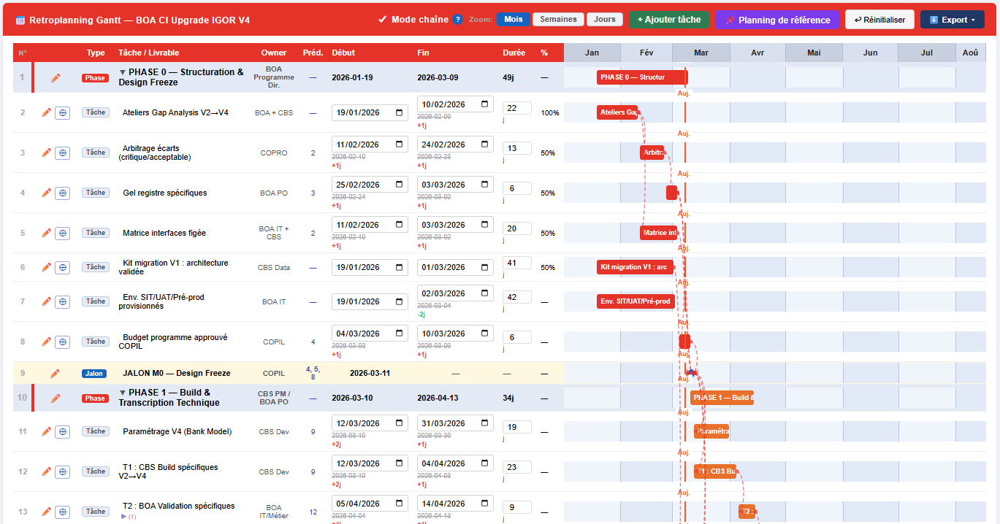 Retroplanning Gantt — BOA CI Upgrade IGOR V4
✓ Mode chaîne ? Zoom: Mois Semaines Jours + Ajouter tâche 📌 Planning de référence ↩ Réinitialiser ⬇ Export
N° Type Tâche / Livrable Owner Préd. Début Fin Durée % Jan Fév Mar Avr Mai Jun Jul Aoû
1 Phase ▼ PHASE 0 — Structuration & Design Freeze BOA Programme Dir. — 2026-01-19 2026-03-09 49j — PHASE 0 — Structur
Auj.
2 Tâche Ateliers Gap Analysis V2→V4 BOA + CBS — 19/01/2026 10/02/2026 22 j 100% Ateliers Ga
2026-02-09
+1j
Auj.
3 Tâche Arbitrage écarts (critique/acceptable) COPRO 2 11/02/2026 24/02/2026 13 j 50% Arbitra
2026-02-10 2026-02-23
+1j +1j
Auj.
4 Tâche Gel registre spécifiques BOA PO 3 25/02/2026 03/03/2026 6 j 50%
2026-02-24 2026-03-02
+1j +1j
Auj.
5 Tâche Matrice interfaces figée BOA IT + CBS 2 11/02/2026 03/03/2026 20 j 50% Matrice in
2026-02-10 2026-03-02
+1j +1j
Auj.
6 Tâche Kit migration V1 : architecture validée CBS Data — 19/01/2026 01/03/2026 41 j 50% Kit migration V1 : arc
Auj.
7 Tâche Env. SIT/UAT/Pré-prod provisionnés BOA IT — 19/01/2026 02/03/2026 42 j — Env. SIT/UAT/Pré-prod
2026-03-04
-2j
Auj.
8 Tâche Budget programme approuvé COPIL COPIL 4 04/03/2026 10/03/2026 6 j —
2026-03-03 2026-03-09
+1j +1j
Auj.
9 Jalon JALON M0 — Design Freeze COPIL 4, 5, 8 2026-03-11 — — —
Auj.
10 Phase ▼ PHASE 1 — Build & Transcription Technique CBS PM / BOA PO — 2026-03-10 2026-04-13 34j — PHASE 1 — Build &
Auj.
11 Tâche Paramétrage V4 (Bank Model) CBS Dev 9 12/03/2026 31/03/2026 19 j — Paramétra
2026-03-10 2026-03-30
+2j +1j
Auj.
12 Tâche T1 : CBS Build spécifiques V2→V4 CBS Dev 9 12/03/2026 04/04/2026 23 j — T1 : CBS Bu
2026-03-10 2026-04-03
+2j +1j
Auj.
13 Tâche T2 : BOA Validation spécifiques ▶ (1) BOA IT/Métier 12 05/04/2026 14/04/2026 9 j — T2 :
2026-04-04 2026-04-13